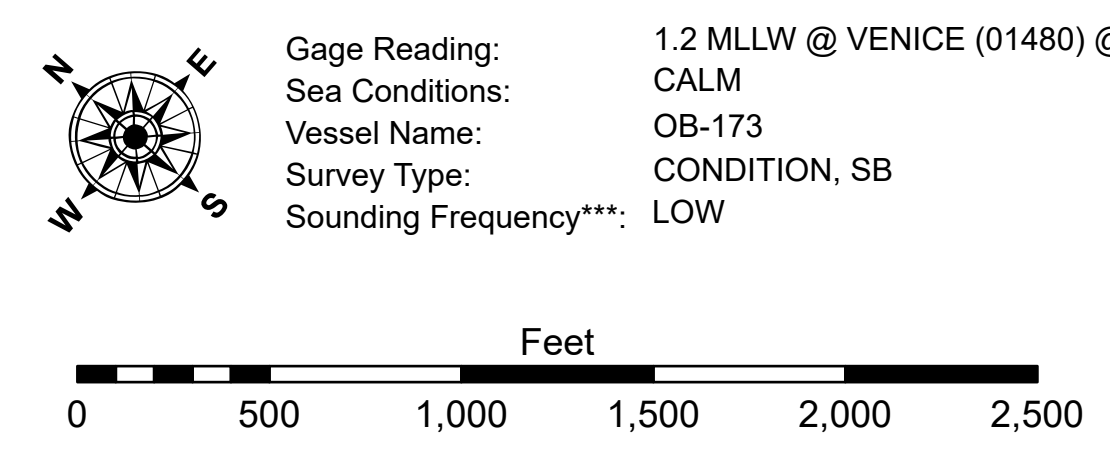 N E
W S
Gage Reading: 1.2 MLLW @ VENICE (01480) @
Sea Conditions: CALM
Vessel Name: OB-173
Survey Type: CONDITION, SB
Sounding Frequency***: LOW
Feet
0 500 1,000 1,500 2,000 2,500